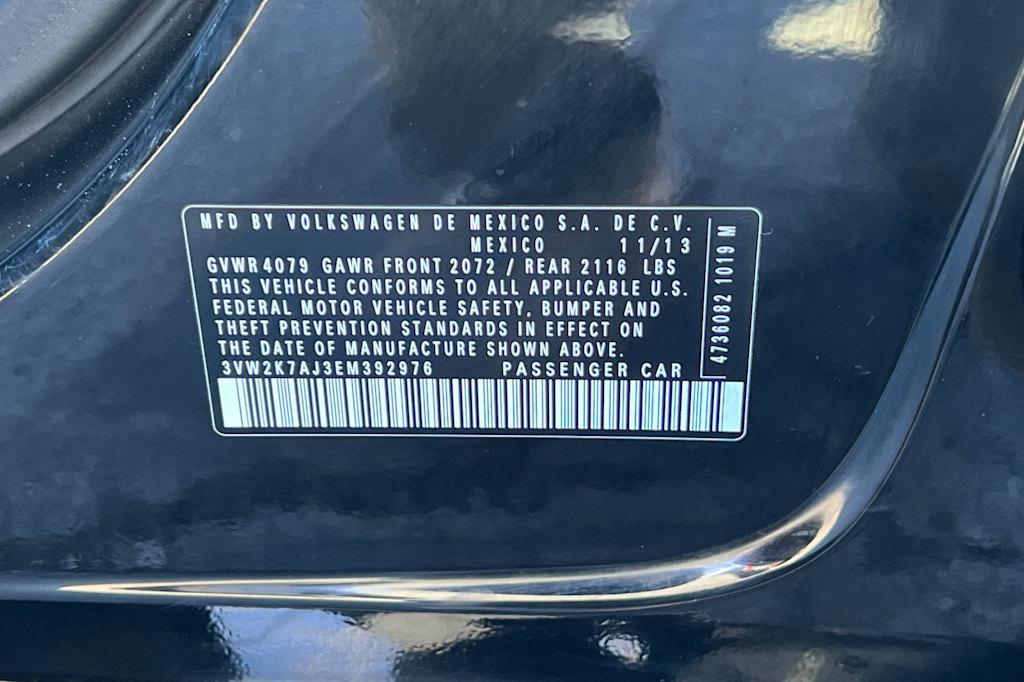 MFD BY VOLKSWAGEN DE MEXICO S.A. DE C.V.
MEXICO 11/13
GVWR 4079 GAWR FRONT 2072 / REAR 2116 LBS
THIS VEHICLE CONFORMS TO ALL APPLICABLE U.S.
FEDERAL MOTOR VEHICLE SAFETY, BUMPER AND
THEFT PREVENTION STANDARDS IN EFFECT ON
THE DATE OF MANUFACTURE SHOWN ABOVE.
3VW2K7AJ3EM392976 PASSENGER CAR
4736082 1019 M